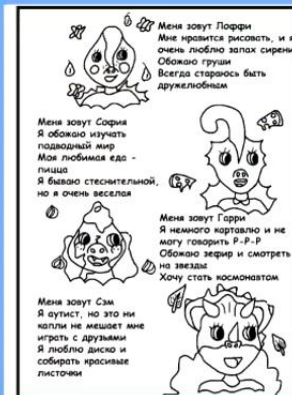 Меня зовут Лоффи
Мне нравится рисовать, и я
очень люблю запах сирени
Обожаю груши
Всегда стараюсь быть
дружелюбным
Меня зовут София
Я обожаю изучать
подводный мир
Моя любимая еда -
пицца
Я бываю стеснительной,
но я очень веселая
Меня зовут Гарри
Я немного картавлю и не
могу говорить Р-Р-Р
Обожаю зефир и смотреть
на звезды
Хочу стать космонавтом
Меня зовут Сэм
Я аутист, но это ни
капли не мешает мне
играть с друзьями
Я люблю диско и
собирать красивые
листочки